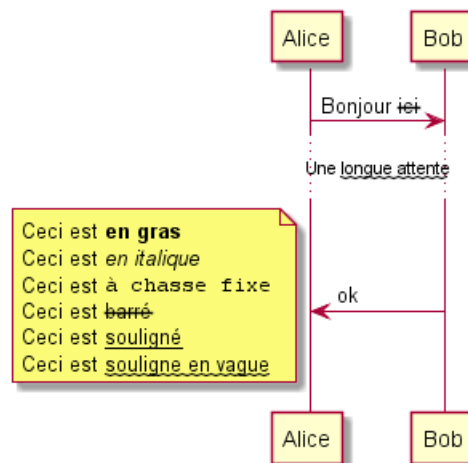 Alice Bob
Bonjour ici
Une longue attente
Ceci est en gras
Ceci est en italique
Ceci est à chasse fixe
Ceci est barré
Ceci est souligné
Ceci est souligne en vague
ok
Alice Bob